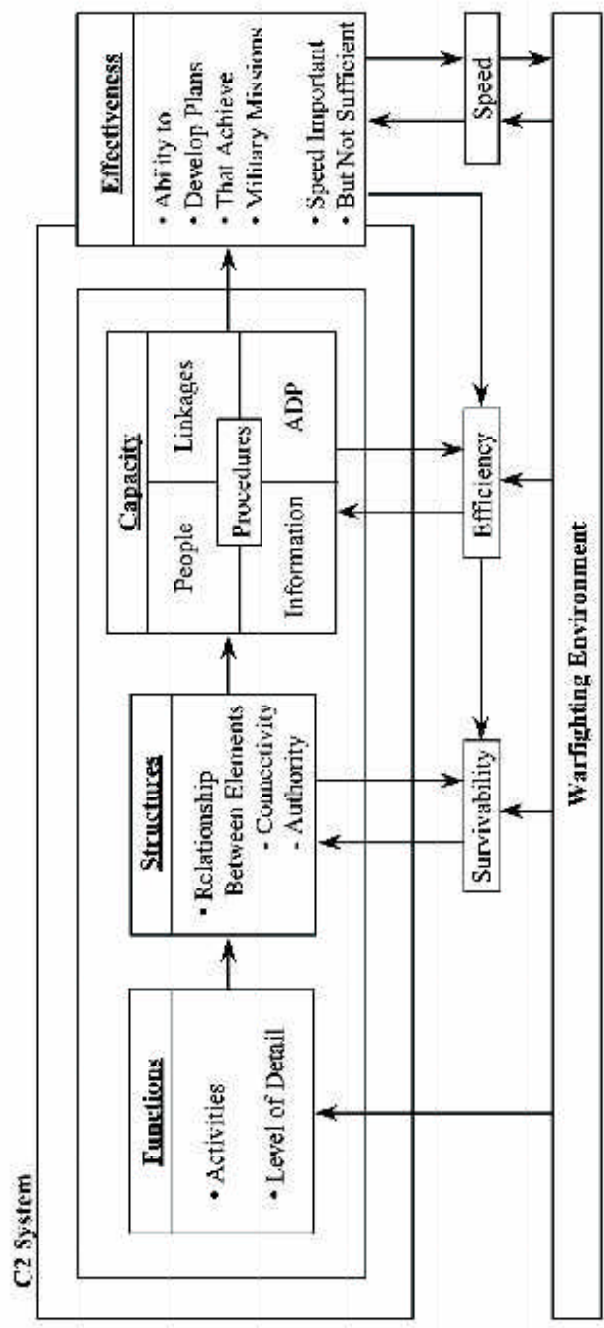 C2 System
Functions
• Activities
• Level of Detail
Structures
• Relationship
Between Elements
- Connectivity
- Authority
Capacity
People
Linkages
Procedures
Information
ADP
Effectiveness
• Ability to
• Develop Plans
• That Achieve
• Military Missions
• Speed Important
• But Not Sufficient
Survivability
Efficiency
Speed
Warfighting Environment